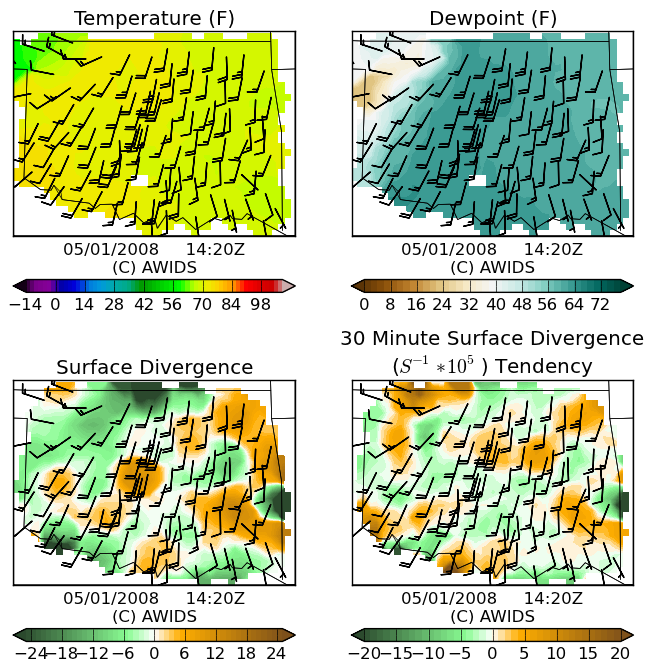 Temperature (F)
Dewpoint (F)
05/01/2008 14:20Z
(C) AWIDS
05/01/2008 14:20Z
(C) AWIDS
−14 0 14 28 42 56 70 84 98
0 8 16 24 32 40 48 56 64 72
Surface Divergence
30 Minute Surface Divergence
(S⁻¹ *10⁵ ) Tendency
05/01/2008 14:20Z
(C) AWIDS
05/01/2008 14:20Z
(C) AWIDS
−24 −18 −12 −6 0 6 12 18 24
−20 −15 −10 −5 0 5 10 15 20